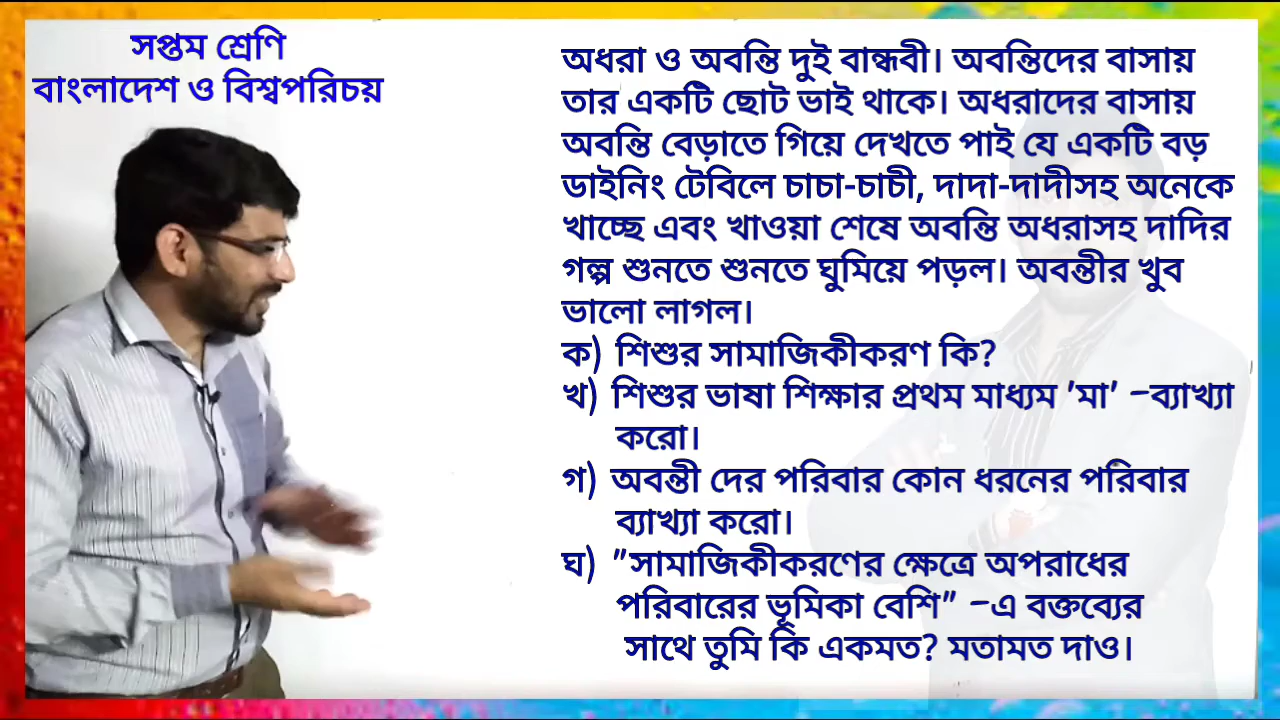 সপ্তম শ্রেণি
বাংলাদেশ ও বিশ্বপরিচয়
অধরা ও অবন্তি দুই বান্ধবী। অবন্তিদের বাসায়
তার একটি ছোট ভাই থাকে। অধরাদের বাসায়
অবন্তি বেড়াতে গিয়ে দেখতে পাই যে একটি বড়
ডাইনিং টেবিলে চাচা-চাচী, দাদা-দাদীসহ অনেকে
খাচ্ছে এবং খাওয়া শেষে অবন্তি অধরাসহ দাদির
গল্প শুনতে শুনতে ঘুমিয়ে পড়ল। অবন্তীর খুব
ভালো লাগল।
ক) শিশুর সামাজিকীকরণ কি?
খ) শিশুর ভাষা শিক্ষার প্রথম মাধ্যম 'মা' –ব্যাখ্যা
করো।
গ) অবন্তী দের পরিবার কোন ধরনের পরিবার
ব্যাখ্যা করো।
ঘ) "সামাজিকীকরণের ক্ষেত্রে অপরাধের
পরিবারের ভূমিকা বেশি" –এ বক্তব্যের
সাথে তুমি কি একমত? মতামত দাও।